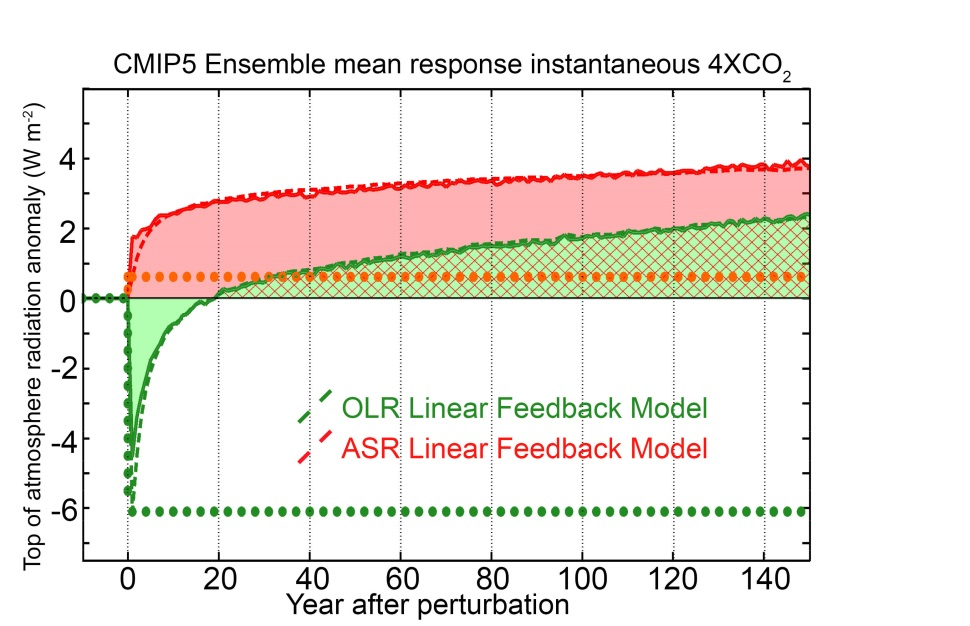 CMIP5 Ensemble mean response instantaneous 4XCO₂
Top of atmosphere radiation anomaly (W m⁻²)
4
2
0
-2
-4
-6
OLR Linear Feedback Model
ASR Linear Feedback Model
0 20 40 60 80 100 120 140
Year after perturbation